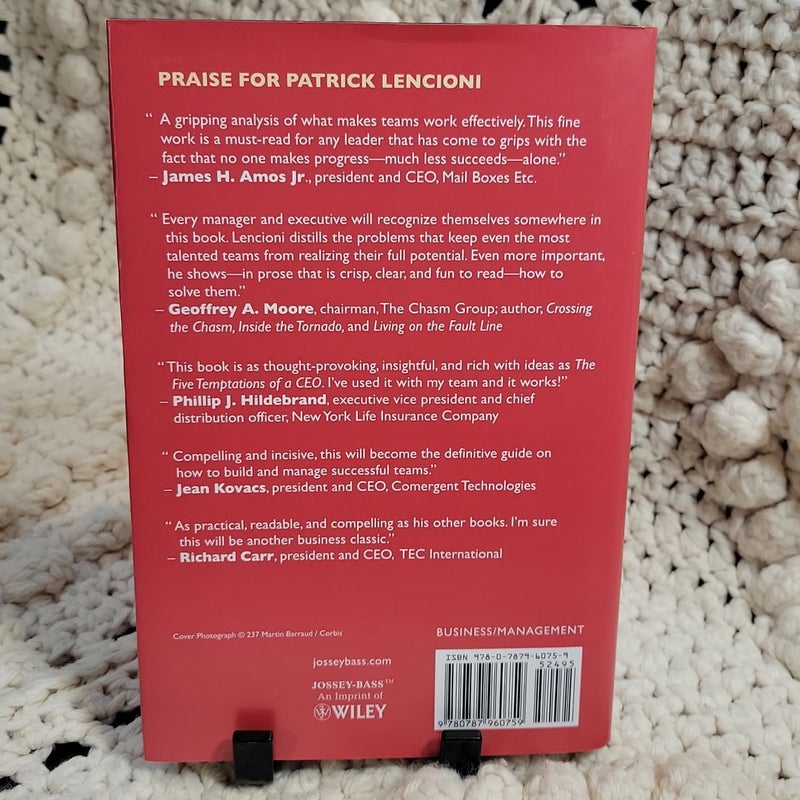 PRAISE FOR PATRICK LENCIONI
“ A gripping analysis of what makes teams work effectively. This fine
work is a must-read for any leader that has come to grips with the
fact that no one makes progress—much less succeeds—alone.”
– James H. Amos Jr., president and CEO, Mail Boxes Etc.
“ Every manager and executive will recognize themselves somewhere in
this book. Lencioni distills the problems that keep even the most
talented teams from realizing their full potential. Even more important,
he shows—in prose that is crisp, clear, and fun to read—how to
solve them.”
– Geoffrey A. Moore, chairman, The Chasm Group; author, Crossing
the Chasm, Inside the Tornado, and Living on the Fault Line
“This book is as thought-provoking, insightful, and rich with ideas as The
Five Temptations of a CEO. I’ve used it with my team and it works!”
– Phillip J. Hildebrand, executive vice president and chief
distribution officer, New York Life Insurance Company
“ Compelling and incisive, this will become the definitive guide on
how to build and manage successful teams.”
– Jean Kovacs, president and CEO, Comergent Technologies
“ As practical, readable, and compelling as his other books. I’m sure
this will be another business classic.”
– Richard Carr, president and CEO, TEC International
Cover Photograph © 237 Martin Barraud / Corbis
BUSINESS/MANAGEMENT
josseybass.com
JOSSEY-BASS™
An Imprint of
WILEY
ISBN 978-0-7879-6075-9
52495
9 780787 960759